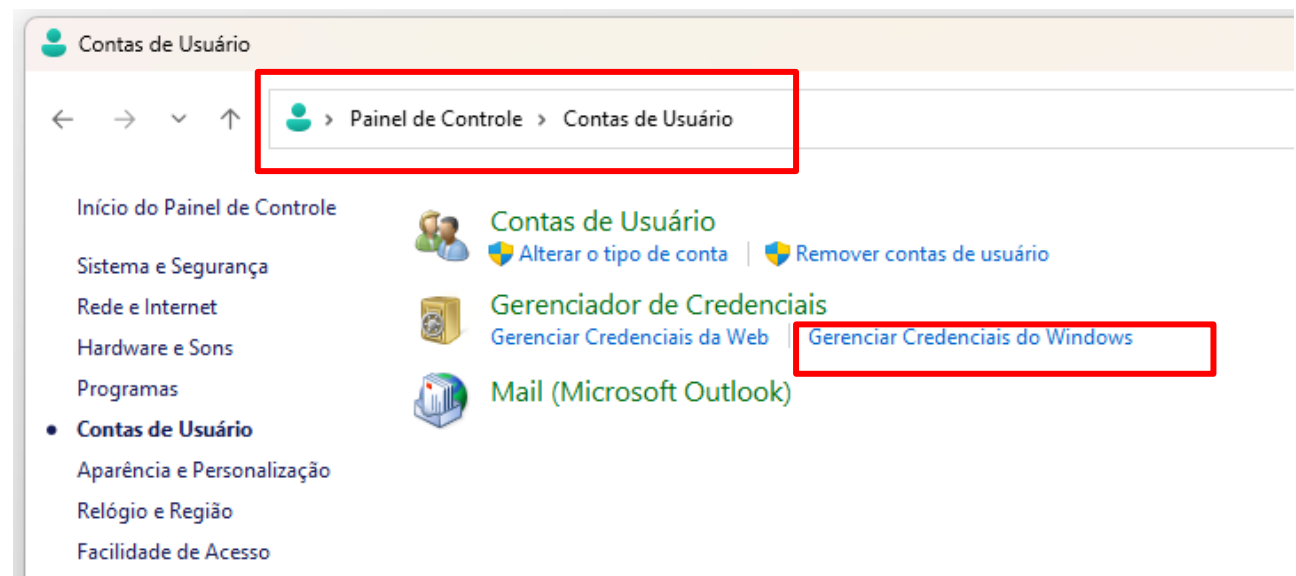 Contas de Usuário
Painel de Controle > Contas de Usuário
Início do Painel de Controle
Sistema e Segurança
Rede e Internet
Hardware e Sons
Programas
Contas de Usuário
Aparência e Personalização
Relógio e Região
Facilidade de Acesso
Contas de Usuário
Alterar o tipo de conta | Remover contas de usuário
Gerenciador de Credenciais
Gerenciar Credenciais da Web | Gerenciar Credenciais do Windows
Mail (Microsoft Outlook)